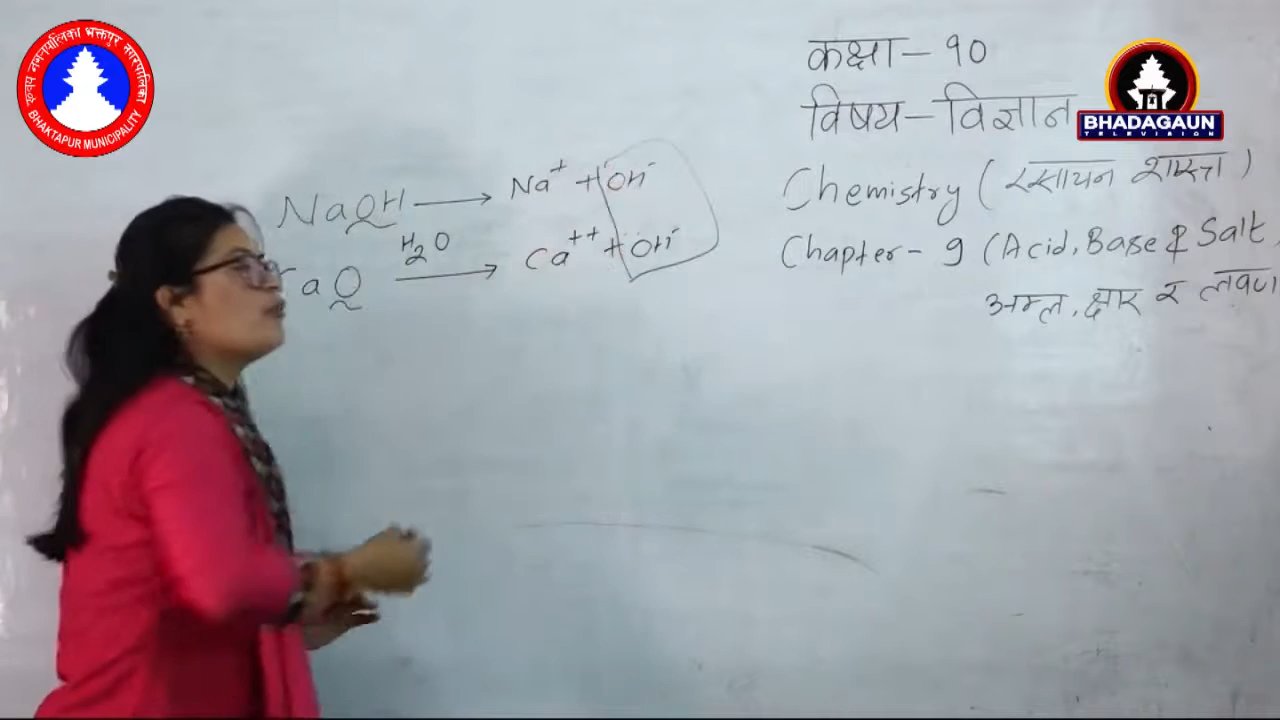 कक्षा - १०
विषय - विज्ञान
Chemistry (रसायन शास्त्र)
Chapter - 9 (Acid, Base & Salt,
अम्ल, क्षार र लवण
NaOH → Na⁺ + OH⁻
CaO H₂O → Ca⁺⁺ + OH⁻
BHAKTAPUR MUNICIPALITY
BHADAGAUN
TELEVISION